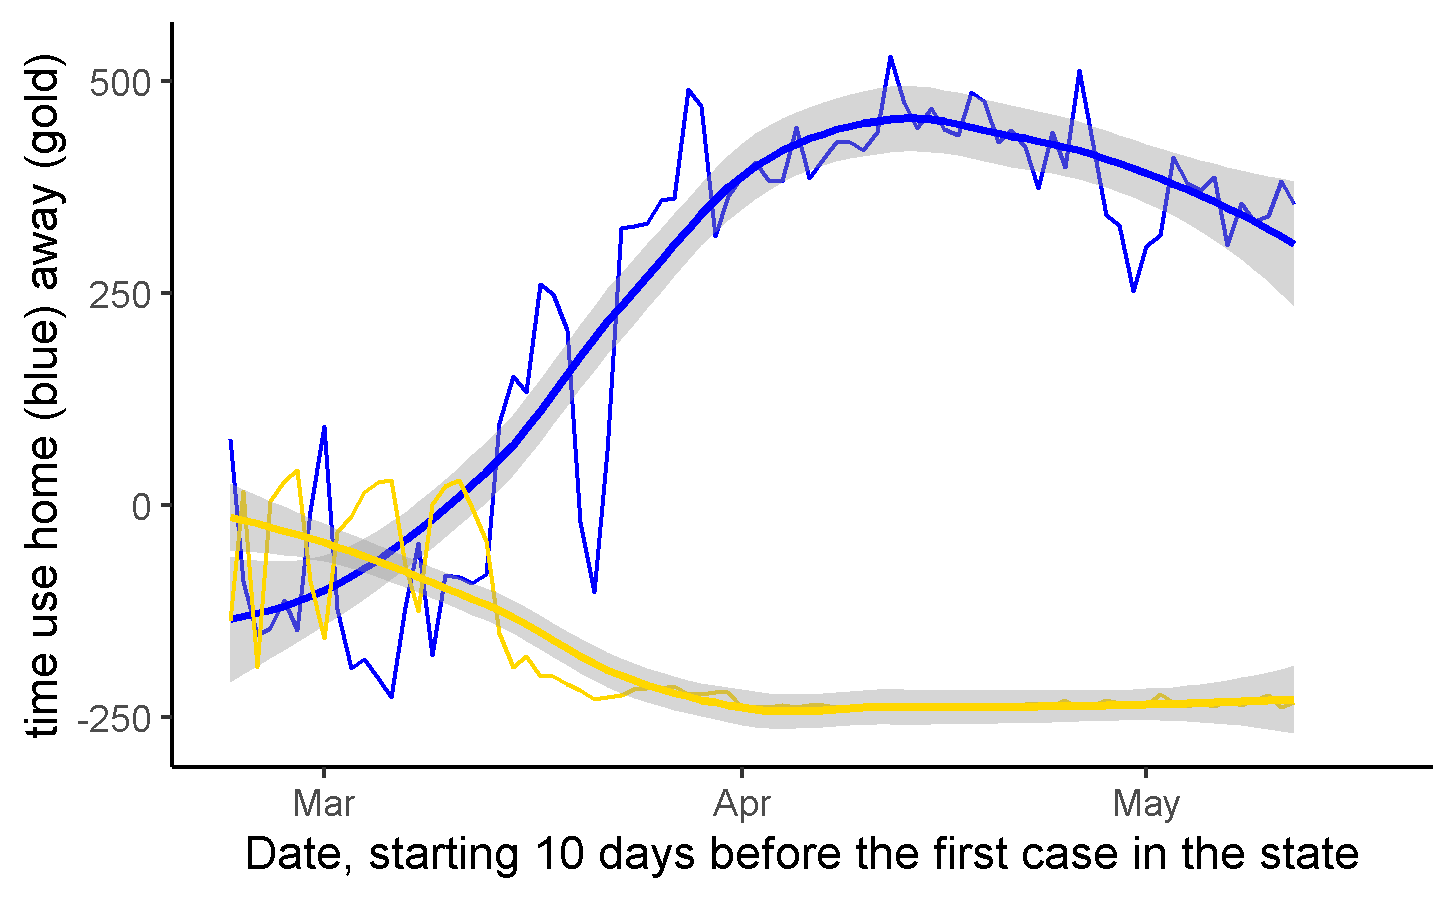 time use home (blue) away (gold)
500
250
0
-250
Mar
Apr
May
Date, starting 10 days before the first case in the state